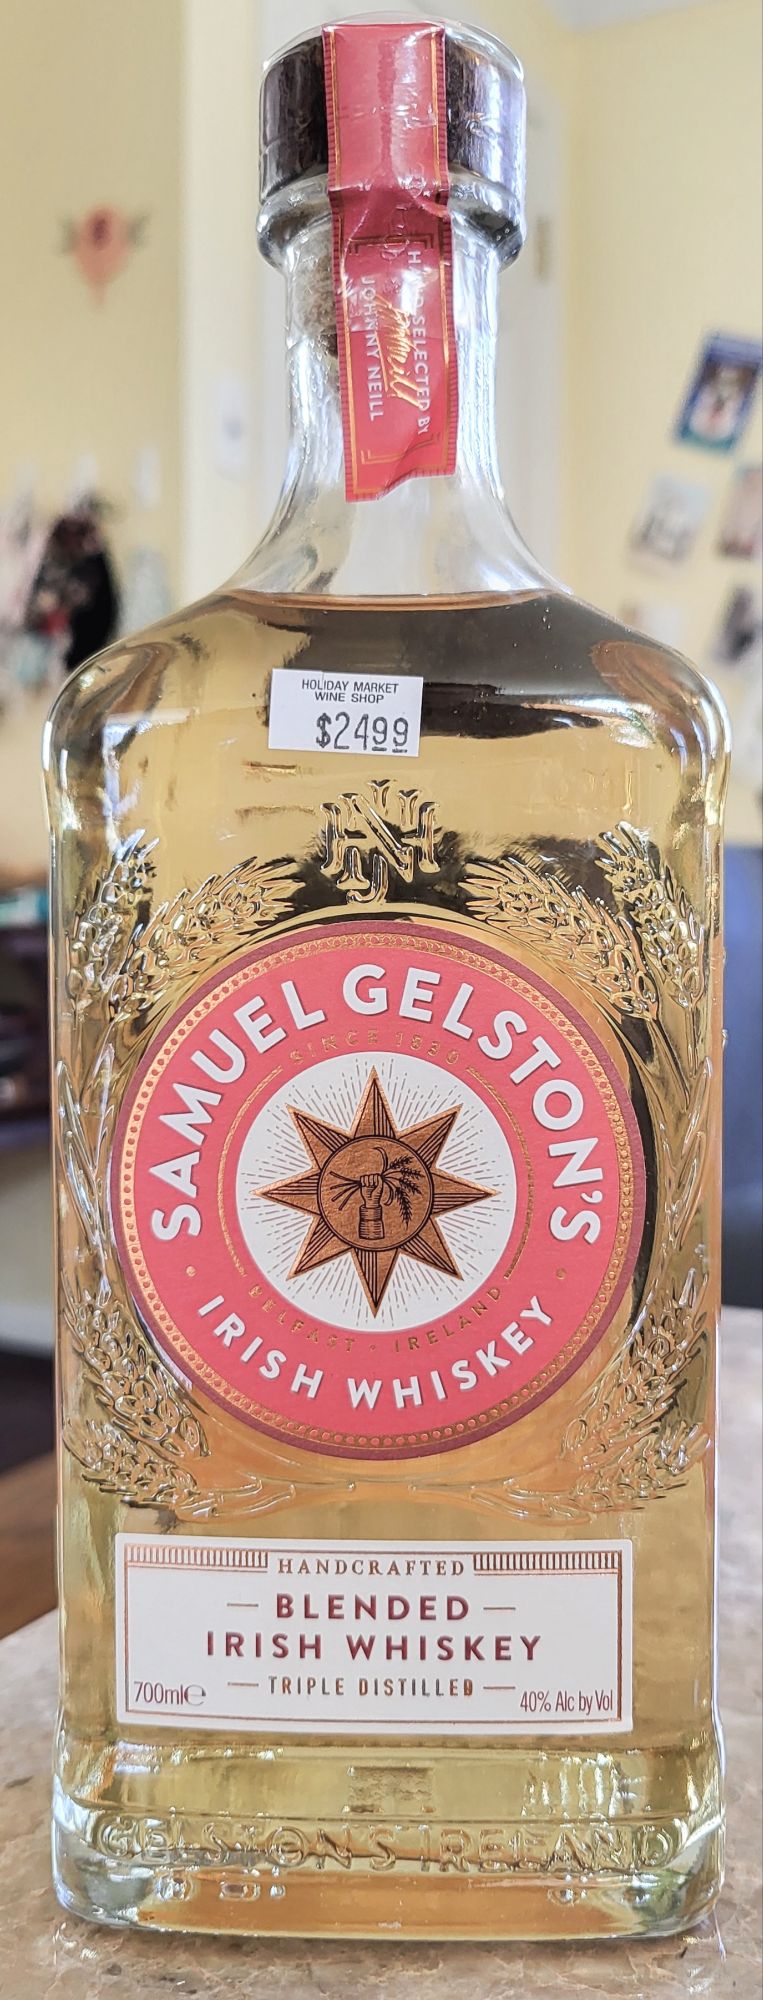 HAND SELECTED BY
JOHNNY NEILL
HOLIDAY MARKET
WINE SHOP
$24.99
SAMUEL GELSTON'S
SINCE 1830
BELFAST · IRELAND
· IRISH WHISKEY ·
HANDCRAFTED
BLENDED
IRISH WHISKEY
TRIPLE DISTILLED
700ml℮
40% Alc by Vol
GELSTON'S IRELAND